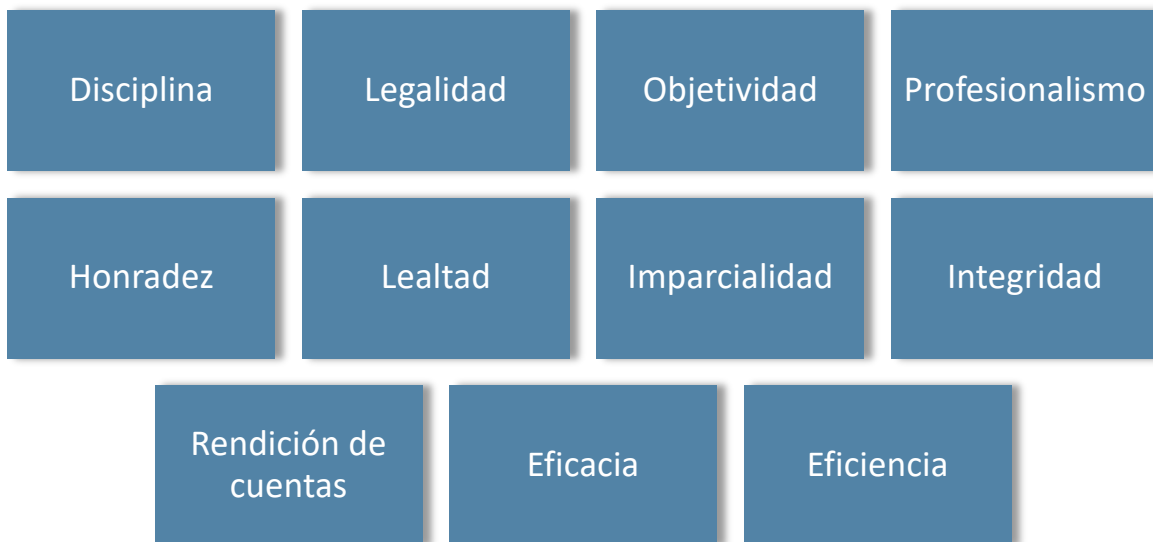 Disciplina
Legalidad
Objetividad
Profesionalismo
Honradez
Lealtad
Imparcialidad
Integridad
Rendición de
cuentas
Eficacia
Eficiencia